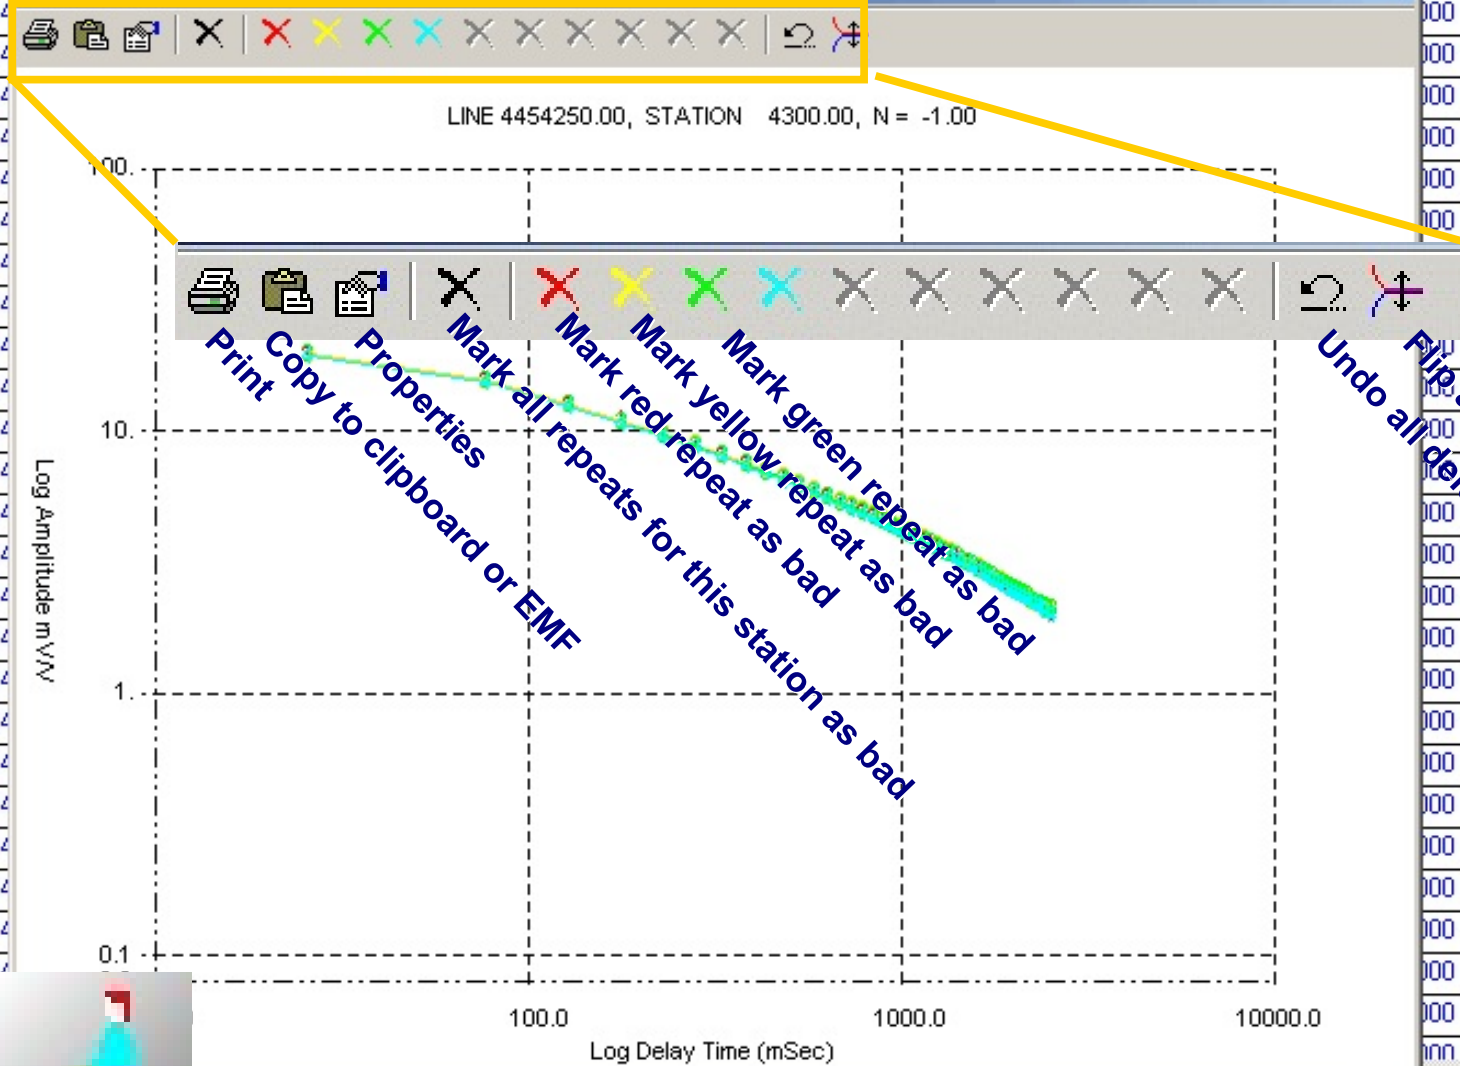 LINE 4454250.00, STATION 4300.00, N = -1.00
100.
Print
Copy to clipboard or EMF
Properties
Mark all repeats for this station as bad
Mark red repeat as bad
Mark yellow repeat as bad
Mark green repeat as bad
Undo all
10.
1.
0.1
Log Amplitude mV/V
100.0
1000.0
10000.0
Log Delay Time (mSec)